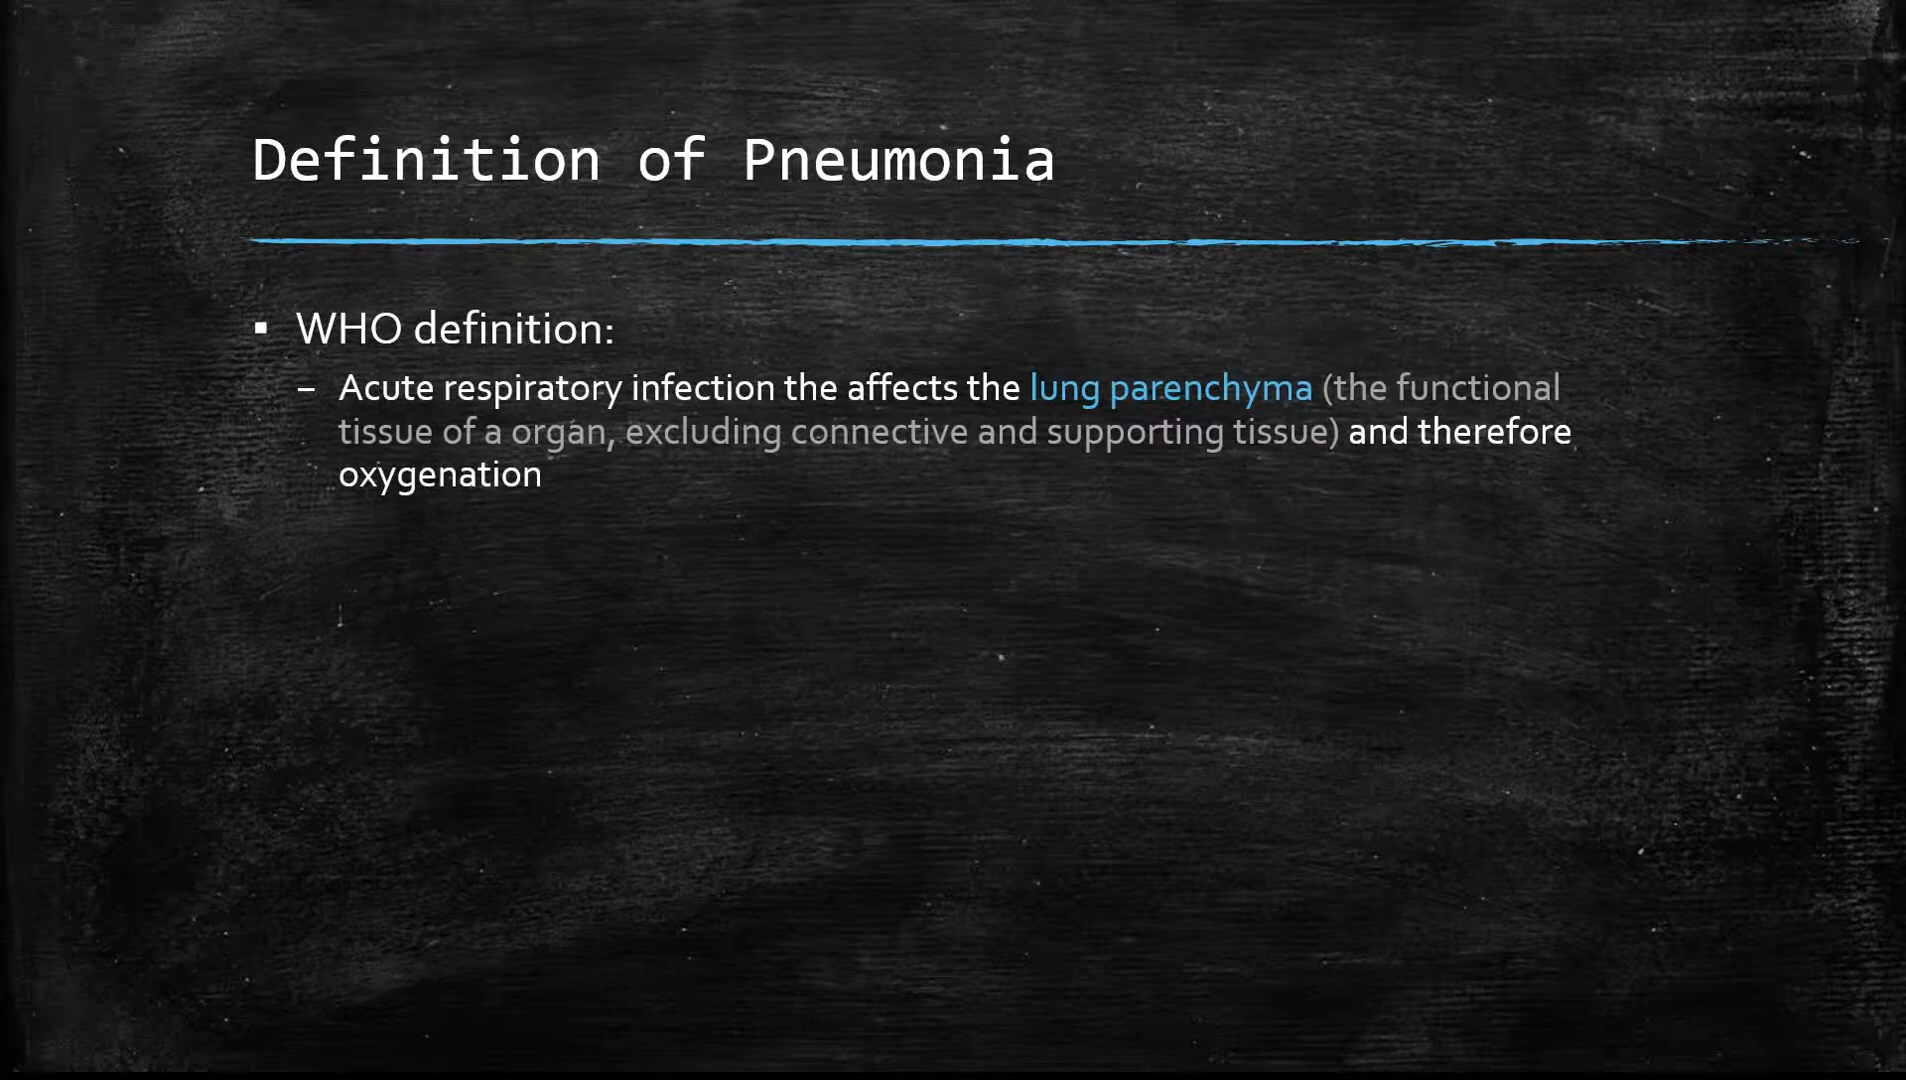 Definition of Pneumonia
▪ WHO definition:
– Acute respiratory infection the affects the lung parenchyma (the functional
tissue of a organ, excluding connective and supporting tissue) and therefore
oxygenation